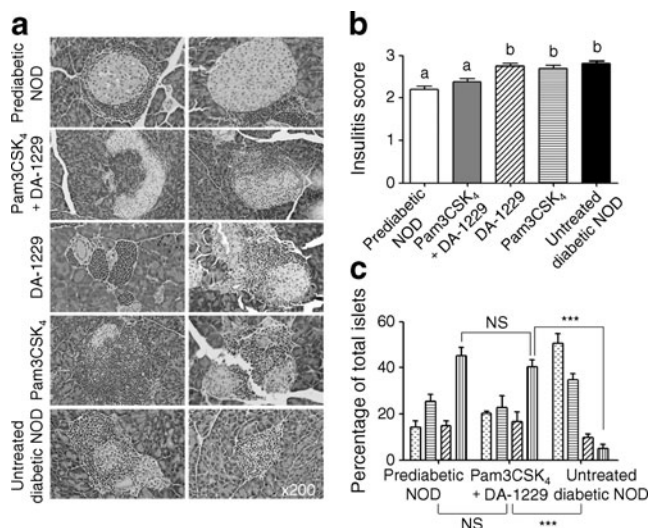 a
Prediabetic
NOD
Pam3CSK4
+ DA-1229
DA-1229
Pam3CSK4
Untreated
diabetic NOD
x200
b
Insulitis score
3
2
1
0
a
a
b
b
b
Prediabetic
NOD
Pam3CSK4
+ DA-1229
DA-1229
Pam3CSK4
Untreated
diabetic NOD
c
Percentage of total islets
60
40
20
0
NS
***
Prediabetic
NOD
Pam3CSK4
+ DA-1229
Untreated
diabetic NOD
NS
***